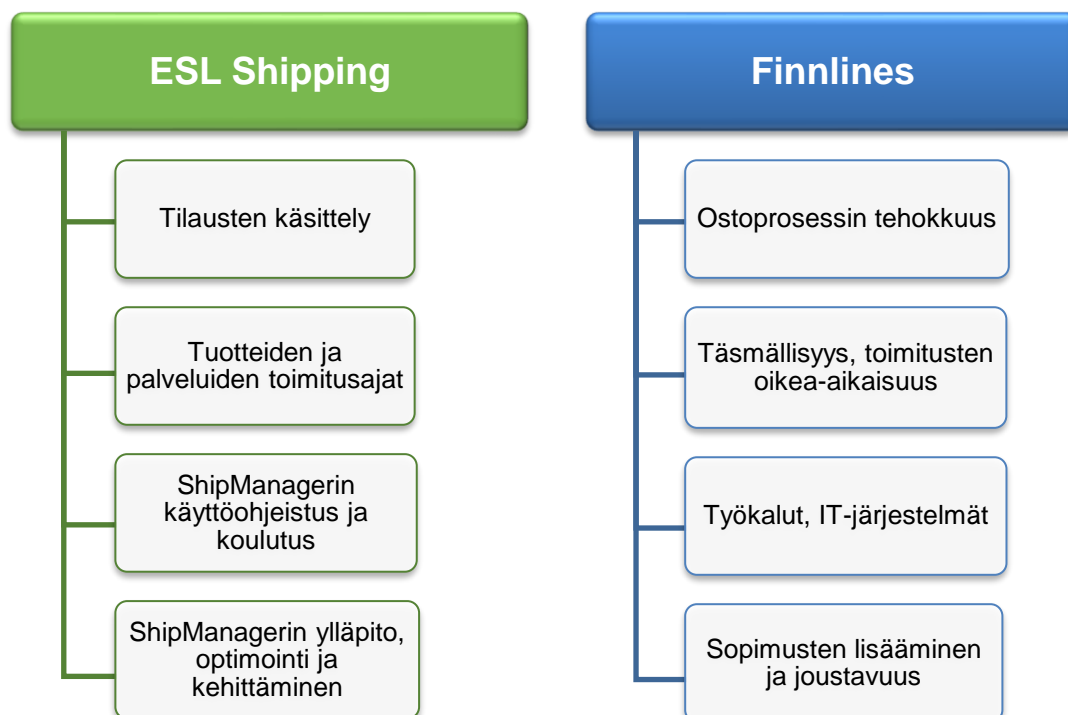 ESL Shipping
Tilausten käsittely
Tuotteiden ja
palveluiden toimitusajat
ShipManagerin
käyttöohjeistus ja
koulutus
ShipManagerin ylläpito,
optimointi ja
kehittäminen
Finnlines
Ostoprosessin tehokkuus
Täsmällisyys, toimitusten
oikea-aikaisuus
Työkalut, IT-järjestelmät
Sopimusten lisääminen
ja joustavuus